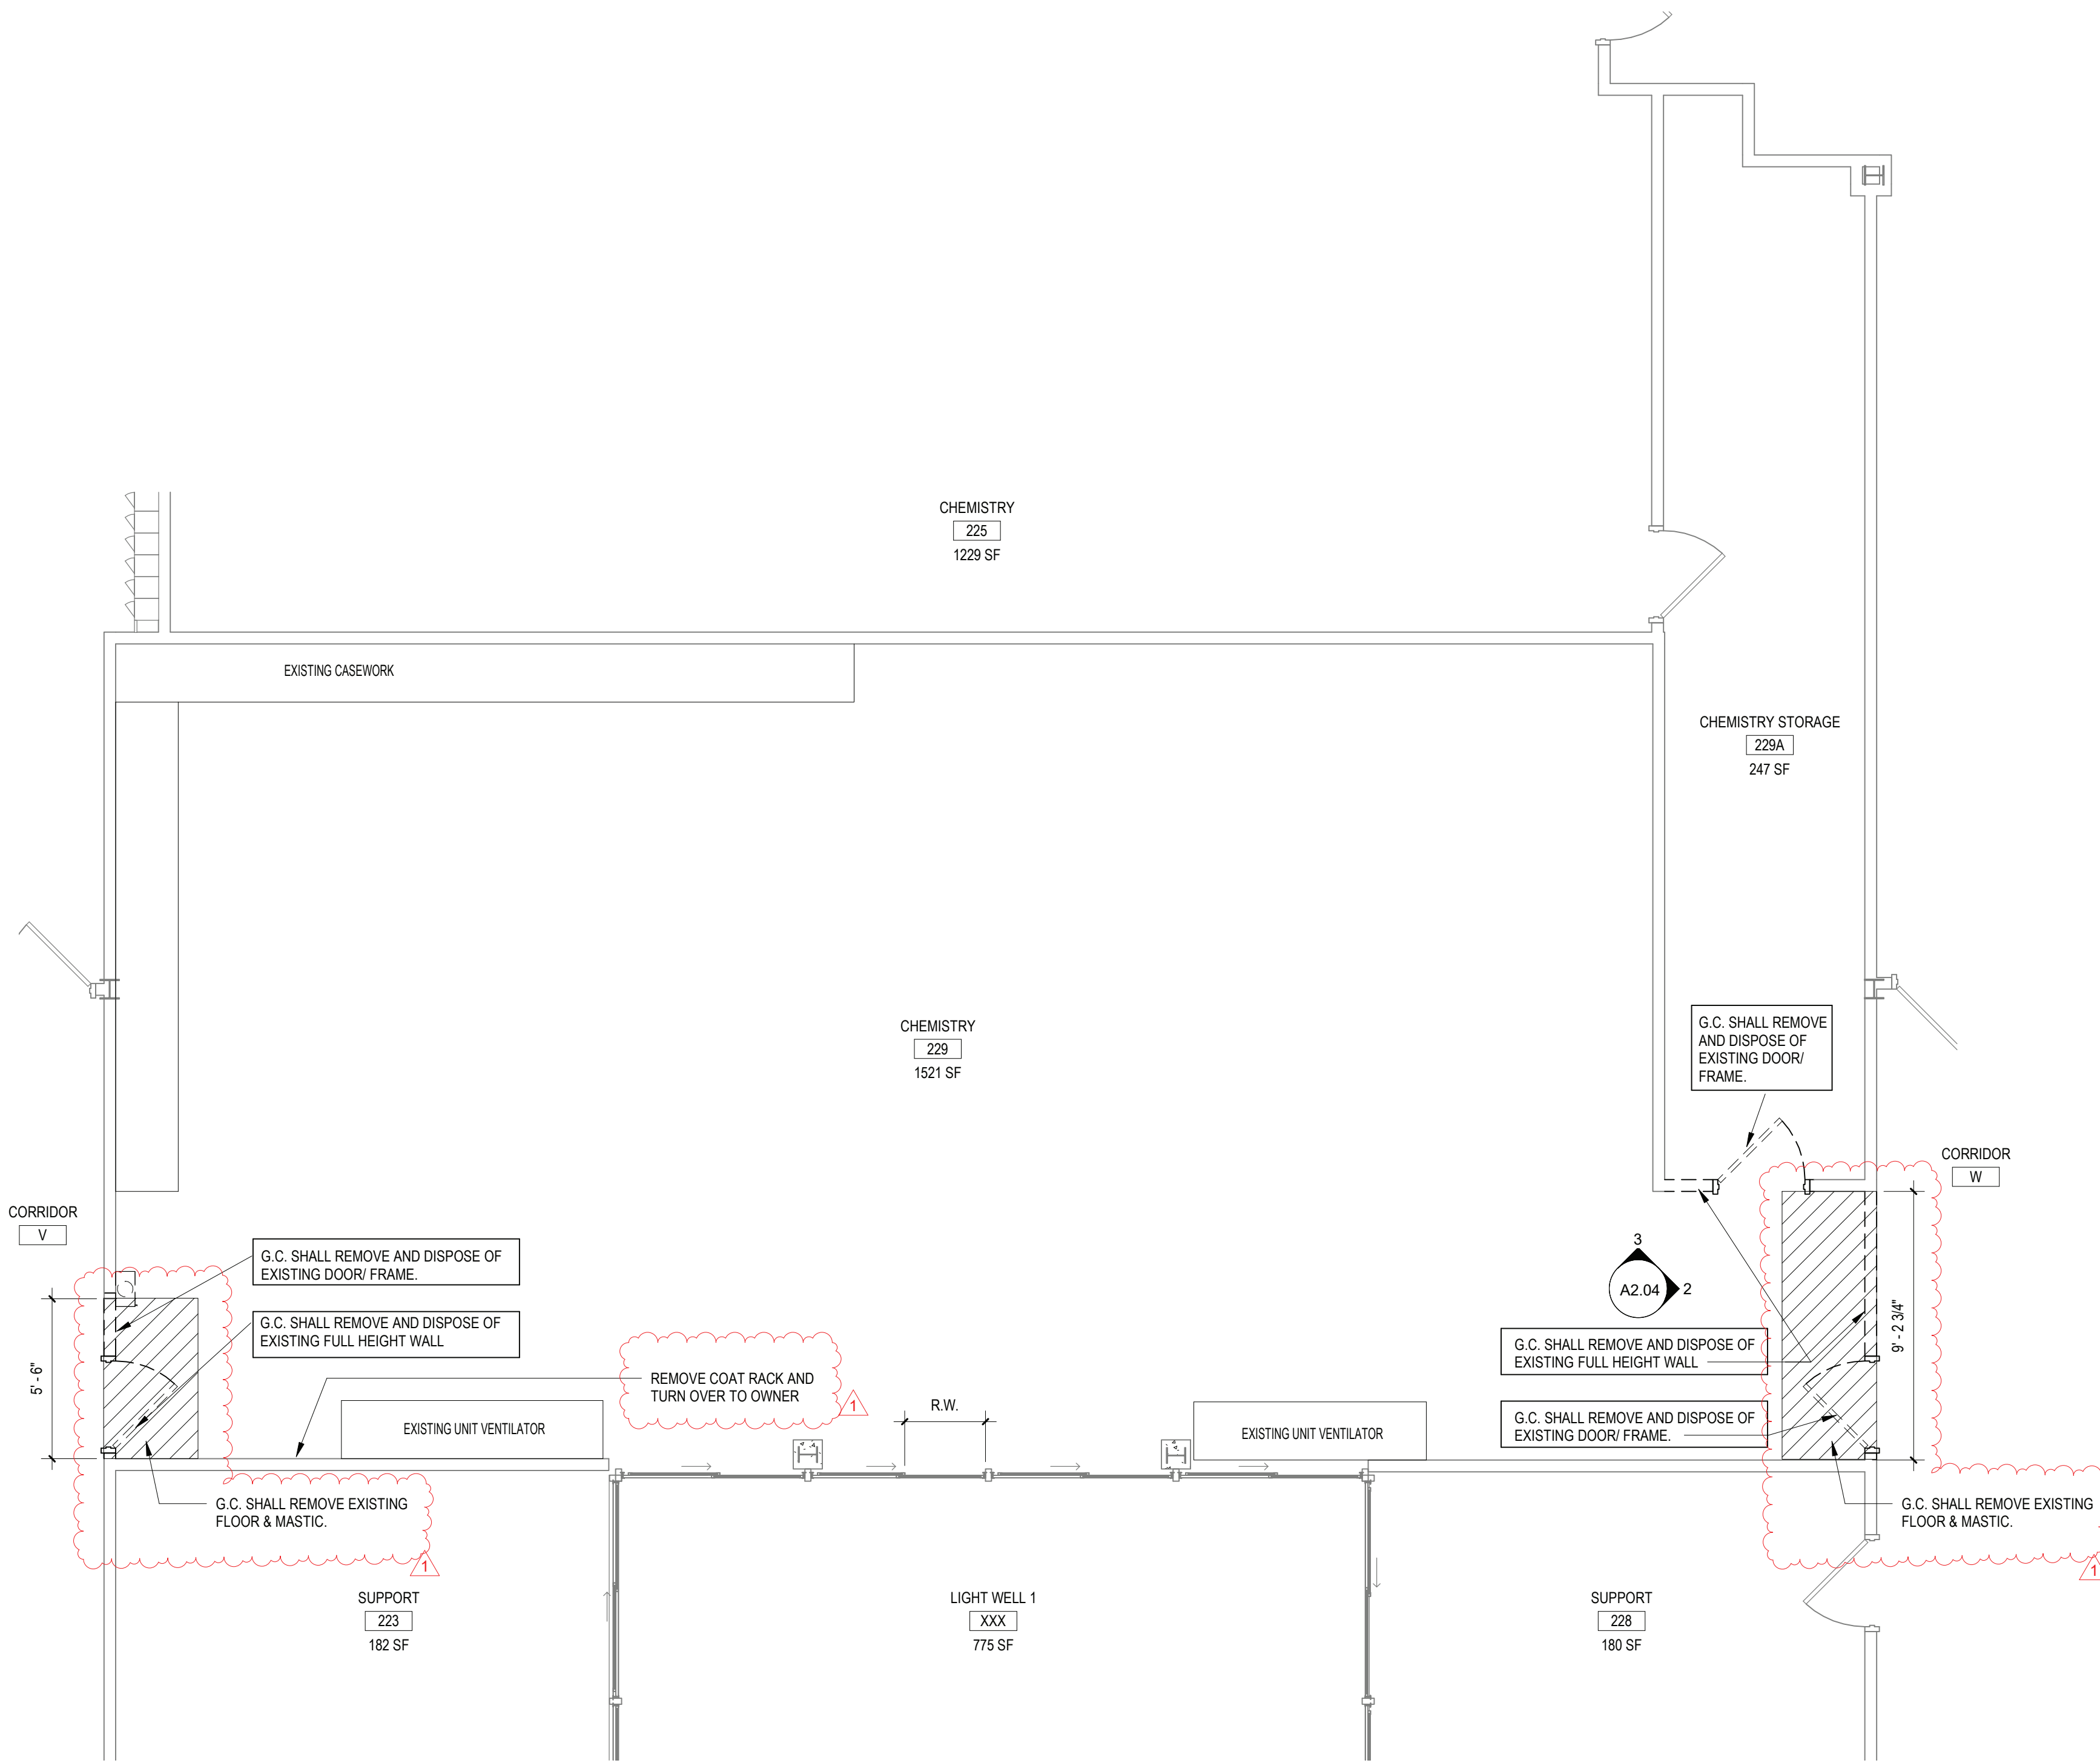 CHEMISTRY
225
1229 SF
EXISTING CASEWORK
CHEMISTRY STORAGE
229A
247 SF
CHEMISTRY
229
1521 SF
G.C. SHALL REMOVE
AND DISPOSE OF
EXISTING DOOR/
FRAME.
CORRIDOR
W
CORRIDOR
V
G.C. SHALL REMOVE AND DISPOSE OF
EXISTING DOOR/ FRAME.
G.C. SHALL REMOVE AND DISPOSE OF
EXISTING FULL HEIGHT WALL
5' - 6"
3
A2.04
2
9' - 2 3/4"
G.C. SHALL REMOVE AND DISPOSE OF
EXISTING FULL HEIGHT WALL
REMOVE COAT RACK AND
TURN OVER TO OWNER
1
R.W.
EXISTING UNIT VENTILATOR
EXISTING UNIT VENTILATOR
G.C. SHALL REMOVE AND DISPOSE OF
EXISTING DOOR/ FRAME.
G.C. SHALL REMOVE EXISTING
FLOOR & MASTIC.
1
G.C. SHALL REMOVE EXISTING
FLOOR & MASTIC.
1
SUPPORT
223
182 SF
LIGHT WELL 1
XXX
775 SF
SUPPORT
228
180 SF